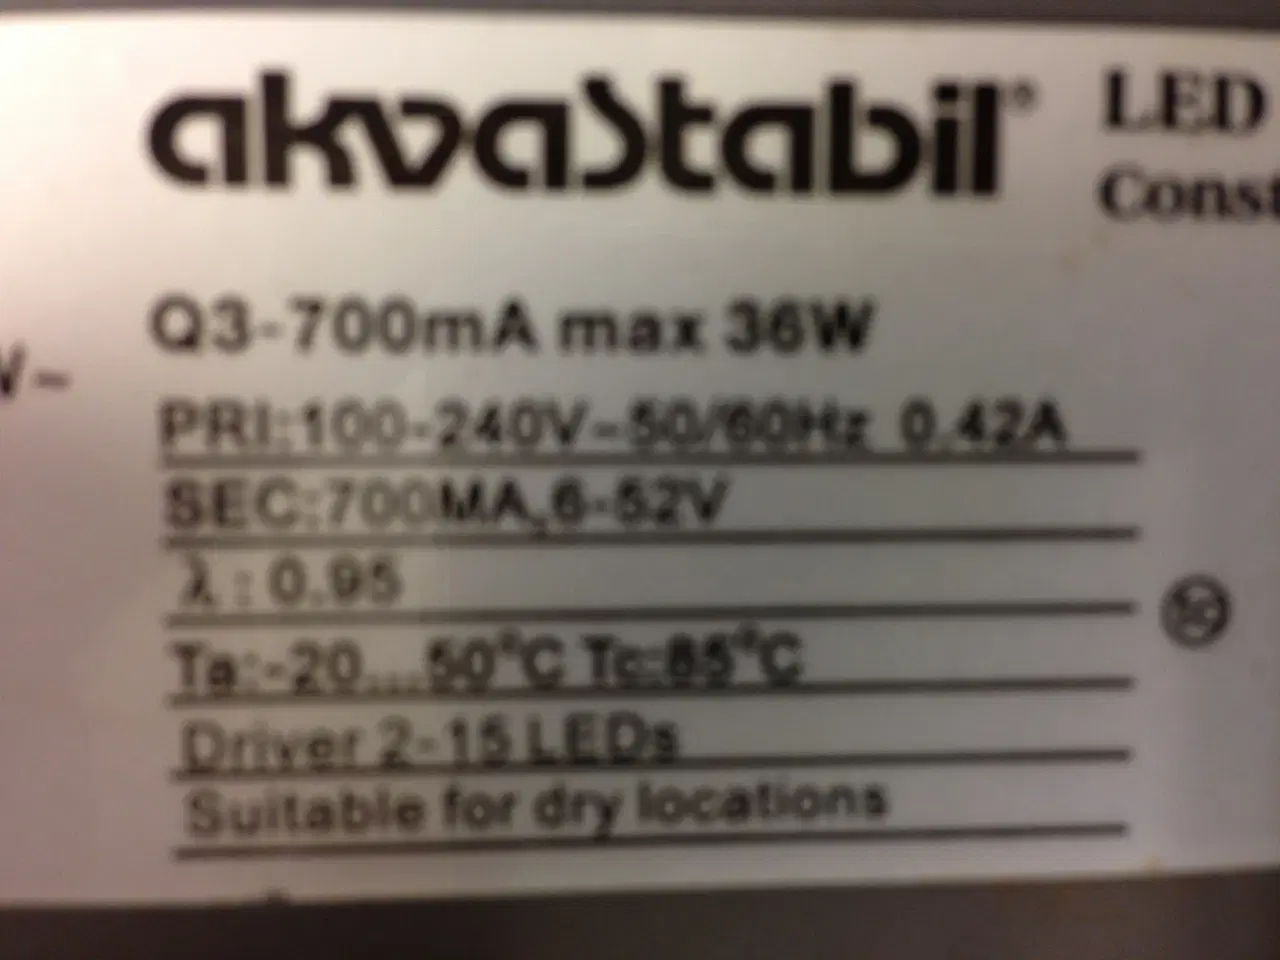 akvaStabil®
LED
Const
Q3-700mA max 36W
V~
PRI:100-240V~50/60Hz 0.42A
SEC:700MA,6-52V
λ : 0.95
Ta:-20...50°C Tc:85°C
Driver 2-15 LEDs
Suitable for dry locations